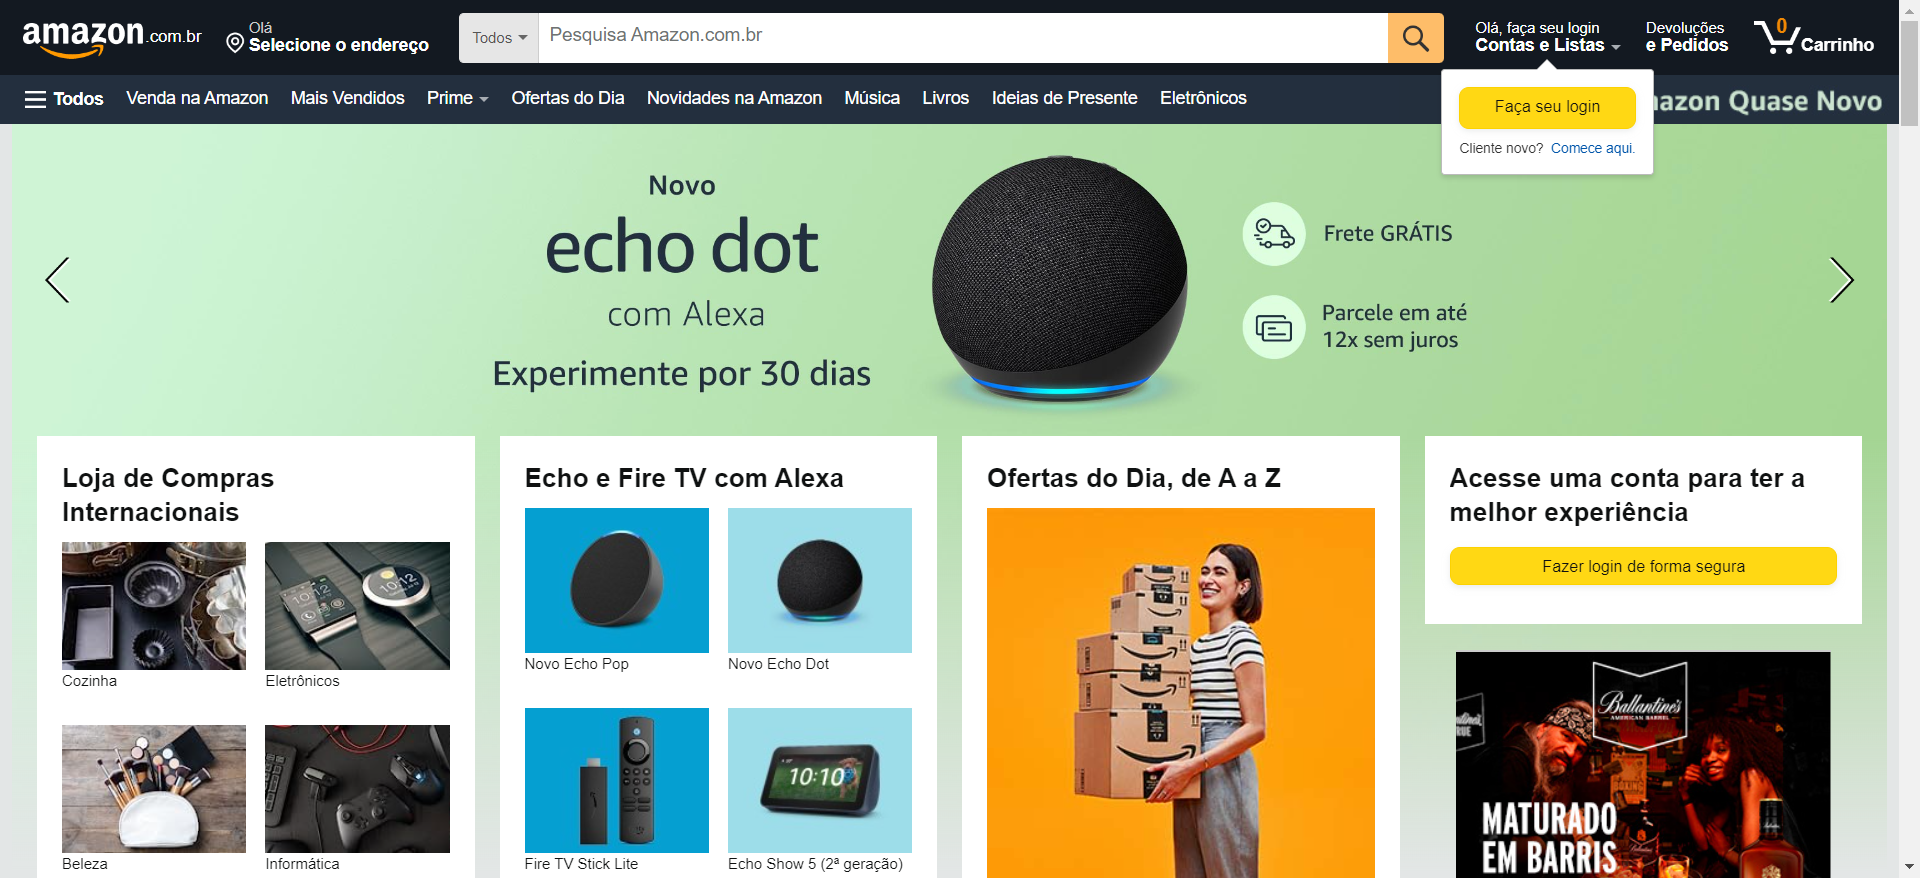 amazon.com.br
Olá
Selecione o endereço
Todos
Pesquisa Amazon.com.br
Olá, faça seu login
Contas e Listas
Devoluções
e Pedidos
0
Carrinho
Todos
Venda na Amazon
Mais Vendidos
Prime
Ofertas do Dia
Novidades na Amazon
Música
Livros
Ideias de Presente
Eletrônicos
Quase Novo
Faça seu login
Cliente novo? Comece aqui.
Novo
echo dot
com Alexa
Experimente por 30 dias
Frete GRÁTIS
Parcele em até
12x sem juros
Loja de Compras
Internacionais
Cozinha
Eletrônicos
Beleza
Informática
Echo e Fire TV com Alexa
Novo Echo Pop
Novo Echo Dot
10:10
Fire TV Stick Lite
Echo Show 5 (2ª geração)
Ofertas do Dia, de A a Z
Acesse uma conta para ter a
melhor experiência
Fazer login de forma segura
Ballantine's
AMERICAN BARREL
MATURADO
EM BARRIS